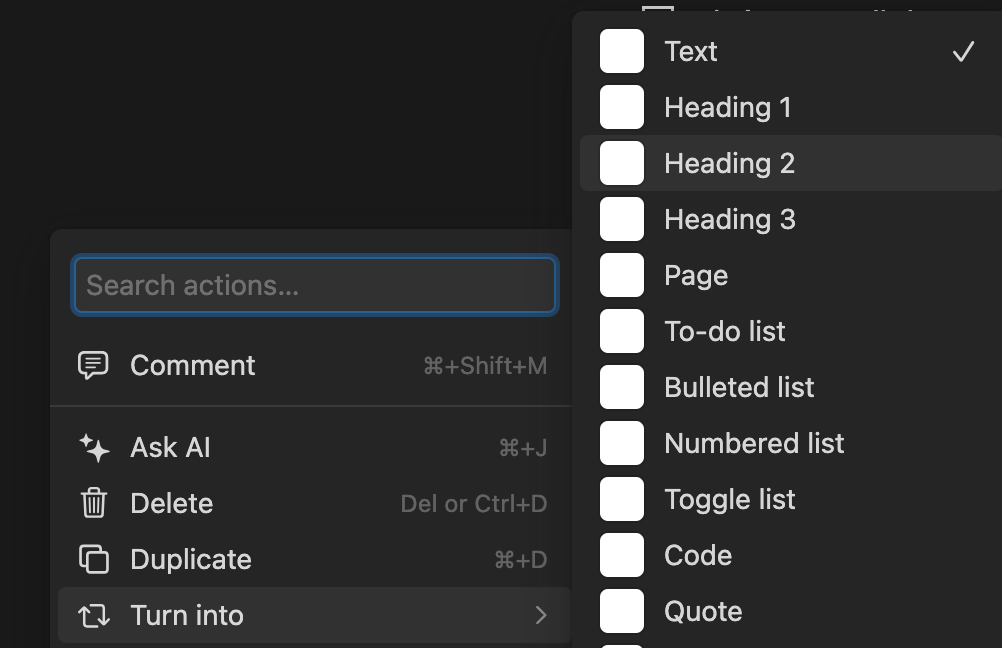 Search actions...
Comment ⌘+Shift+M
Ask AI ⌘+J
Delete Del or Ctrl+D
Duplicate ⌘+D
Turn into
Text
Heading 1
Heading 2
Heading 3
Page
To-do list
Bulleted list
Numbered list
Toggle list
Code
Quote